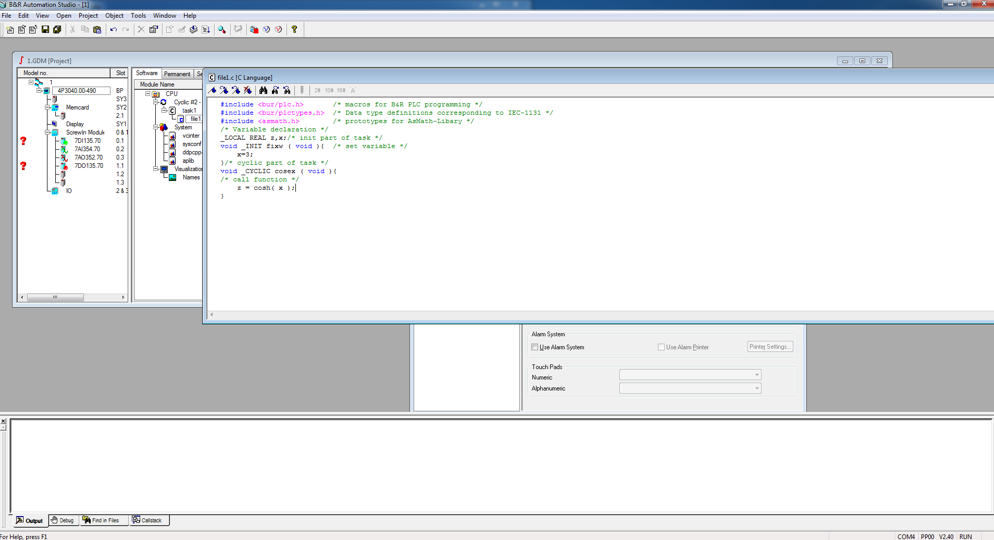 B&R Automation Studio - [1]
File Edit View Open Project Object Tools Window Help
1.GDM [Project]
Model no. Slot
1
4P3040.00-490 BP
SY3
Memcard SY2
2.1
Display SY1
Screwin Module 0 & 1
7DI135.70 0.1
7AI354.70 0.2
7AO352.70 0.3
7DO135.70 1.1
1.2
1.3
IO 2 & 3
Software Permanent
Module Name
CPU
Cyclic #2 -
task1
file1.
System
vcinter
sysconf
ddpcpp
aplib
Visualization
Names
file1.c [C Language]
#include <bur/plc.h> /* macros for B&R PLC programming */
#include <bur/plctypes.h> /* Data type definitions corresponding to IEC-1131 */
#include <asmath.h> /* prototypes for AsMath-Libary */
/* Variable declaration */
_LOCAL REAL z,x;/* init part of task */
void _INIT fixw ( void ){ /* set variable */
x=3;
}/* cyclic part of task */
void _CYCLIC cosex ( void ){
/* call function */
z = cosh( x );
}
Alarm System
Use Alarm System Use Alarm Printer Printer Settings...
Touch Pads
Numeric
Alphanumeric
Output Debug Find in Files Callstack
For Help, press F1
COM4 PP00 V2.40 RUN